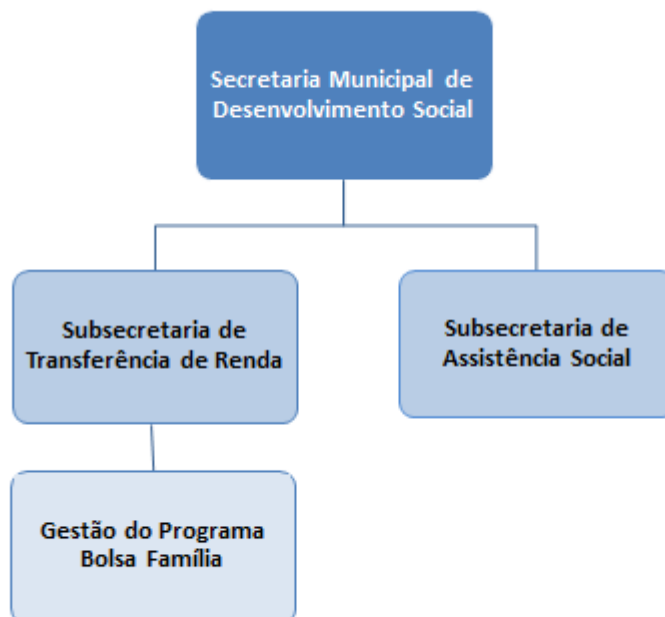 Secretaria Municipal de
Desenvolvimento Social
Subsecretaria de
Transferência de Renda
Subsecretaria de
Assistência Social
Gestão do Programa
Bolsa Família